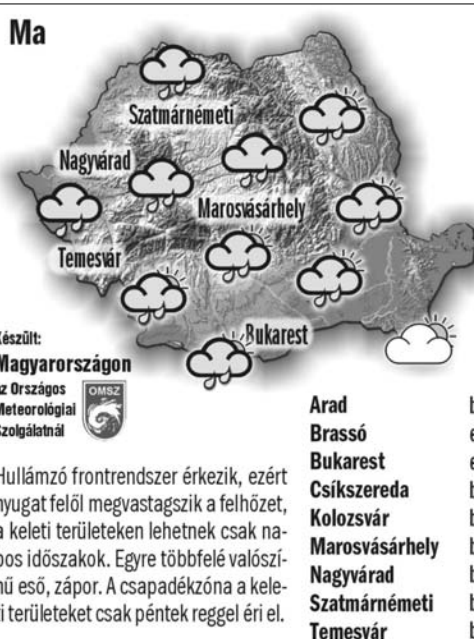 Ma
Szatmárnémeti
Nagyvárad
Marosvásárhely
Temesvár
Bukarest
Készült:
Magyarországon
az Országos
Meteorológiai
Szolgálatnál
OMSZ
Hullámzó frontrendszer érkezik, ezért
nyugat felől megvastagszik a felhőzet,
a keleti területeken lehetnek csak na-
pos időszakok. Egyre többfelé valószí-
nű eső, zápor. A csapadékzóna a kele-
ti területeket csak péntek reggel éri el.
Arad b
Brassó e
Bukarest e
Csíkszereda b
Kolozsvár b
Marosvásárhely b
Nagyvárad b
Szatmárnémeti b
Temesvár b